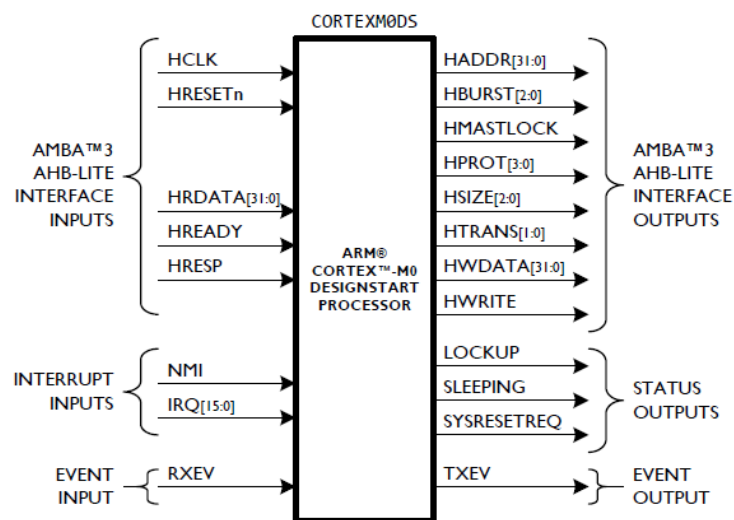 CORTEXM0DS
AMBA™3
AHB-LITE
INTERFACE
INPUTS
HCLK
HRESETn
HRDATA[31:0]
HREADY
HRESP
INTERRUPT
INPUTS
NMI
IRQ[15:0]
EVENT
INPUT
RXEV
ARM®
CORTEX™-M0
DESIGNSTART
PROCESSOR
HADDR[31:0]
HBURST[2:0]
HMASTLOCK
HPROT[3:0]
HSIZE[2:0]
HTRANS[1:0]
HWDATA[31:0]
HWRITE
AMBA™3
AHB-LITE
INTERFACE
OUTPUTS
LOCKUP
SLEEPING
SYSRESETREQ
STATUS
OUTPUTS
TXEV
EVENT
OUTPUT